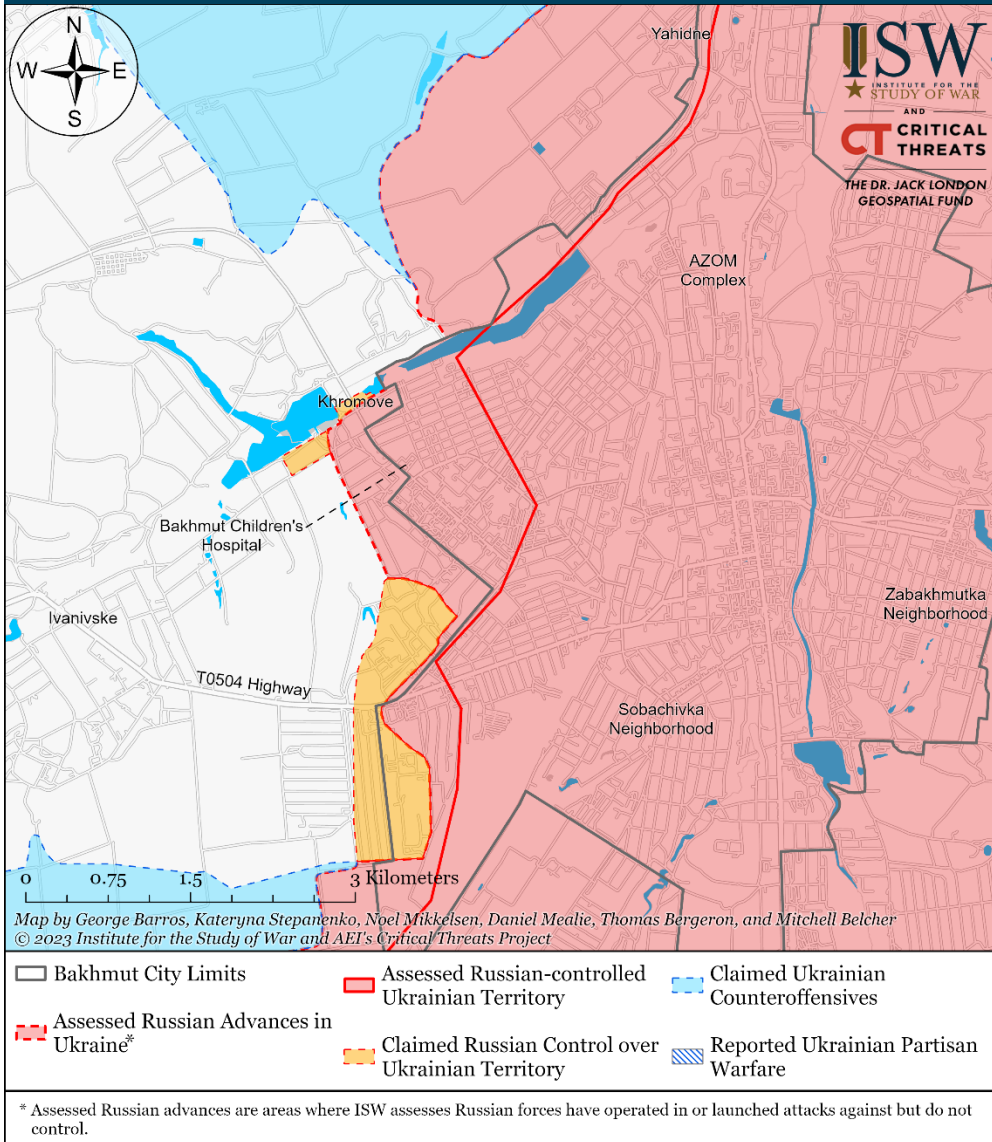 N
W
E
S
Yahidne
ISW
INSTITUTE FOR THE
STUDY OF WAR
AND
CT CRITICAL
THREATS
THE DR. JACK LONDON
GEOSPATIAL FUND
AZOM
Complex
Khromove
Bakhmut Children's
Hospital
Ivanivske
Zabakhmutka
Neighborhood
T0504 Highway
Sobachivka
Neighborhood
0 0.75 1.5 3 Kilometers
Map by George Barros, Kateryna Stepanenko, Noel Mikkelsen, Daniel Mealie, Thomas Bergeron, and Mitchell Belcher
© 2023 Institute for the Study of War and AEI's Critical Threats Project
Bakhmut City Limits
Assessed Russian Advances in
Ukraine*
Assessed Russian-controlled
Ukrainian Territory
Claimed Russian Control over
Ukrainian Territory
Claimed Ukrainian
Counteroffensives
Reported Ukrainian Partisan
Warfare
* Assessed Russian advances are areas where ISW assesses Russian forces have operated in or launched attacks against but do not
control.